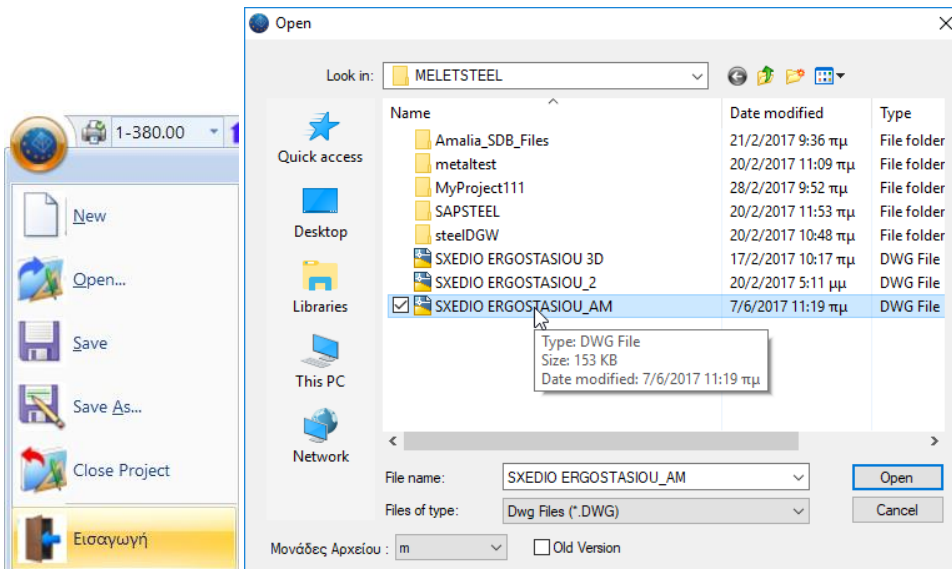 1-380.00
New
Open...
Save
Save As...
Close Project
Εισαγωγή
Open
Look in: MELETSTEEL
Quick access
Desktop
Libraries
This PC
Network
Name Date modified Type
Amalia_SDB_Files 21/2/2017 9:36 πμ File folder
metaltest 20/2/2017 11:09 πμ File folder
MyProject111 28/2/2017 9:52 πμ File folder
SAPSTEEL 20/2/2017 11:53 πμ File folder
steelDGW 20/2/2017 10:48 πμ File folder
SXEDIO ERGOSTASIOU 3D 17/2/2017 10:17 πμ DWG File
SXEDIO ERGOSTASIOU_2 20/2/2017 5:11 μμ DWG File
SXEDIO ERGOSTASIOU_AM 7/6/2017 11:19 πμ DWG File
Type: DWG File
Size: 153 KB
Date modified: 7/6/2017 11:19 πμ
File name: SXEDIO ERGOSTASIOU_AM Open
Files of type: Dwg Files (*.DWG) Cancel
Μονάδες Αρχείου : m Old Version